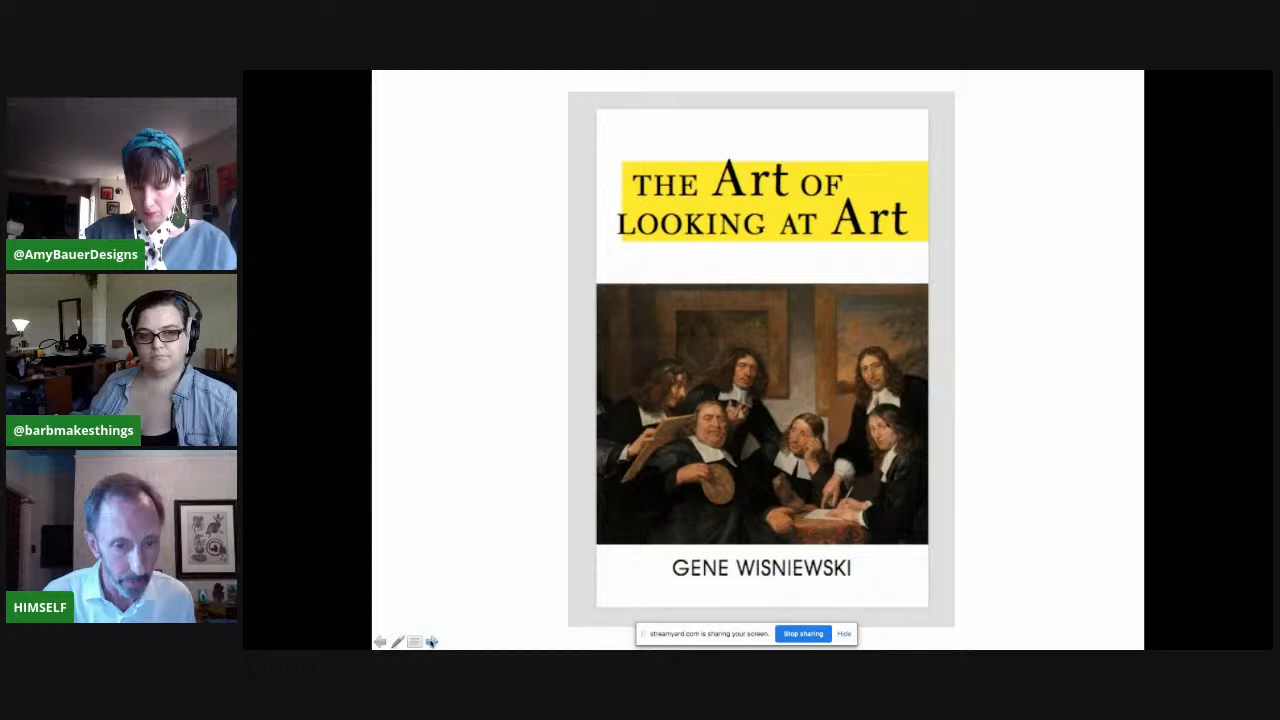 @AmyBauerDesigns
@barbmakesthings
HIMSELF
THE Art OF
LOOKING AT Art
GENE WISNIEWSKI
streamyard.com is sharing your screen.
Stop sharing
Hide